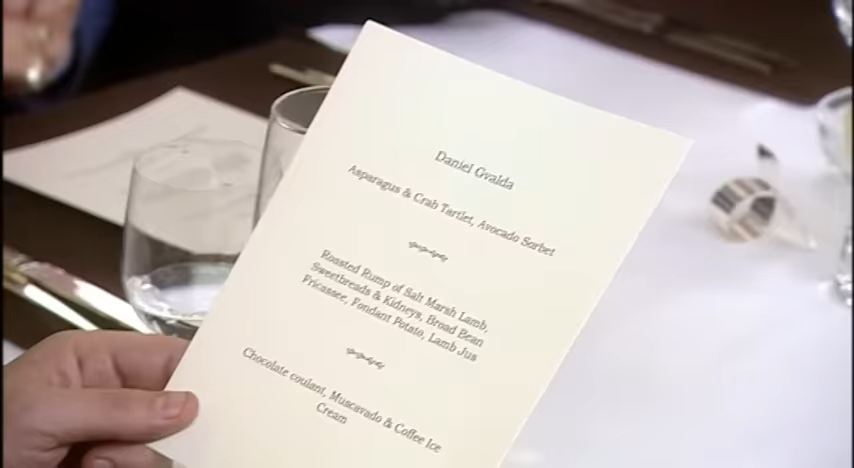 Daniel Gvalda
Asparagus & Crab Tartlet, Avocado Sorbet
Roasted Rump of Salt Marsh Lamb,
Sweetbreads & Kidneys, Broad Bean
Fricassee, Fondant Potato, Lamb Jus
Chocolate coulant, Muscavado & Coffee Ice
Cream